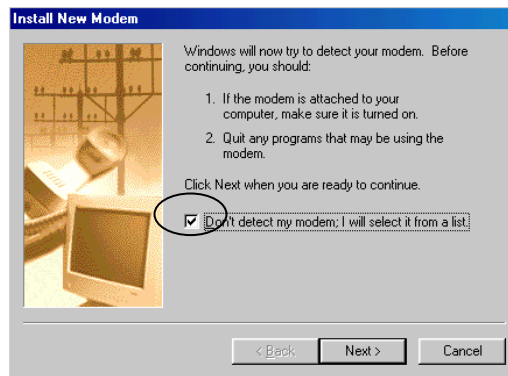 Install New Modem
Windows will now try to detect your modem. Before
continuing, you should:
1. If the modem is attached to your
computer, make sure it is turned on.
2. Quit any programs that may be using the
modem.
Click Next when you are ready to continue.
Don't detect my modem; I will select it from a list.
< Back
Next >
Cancel